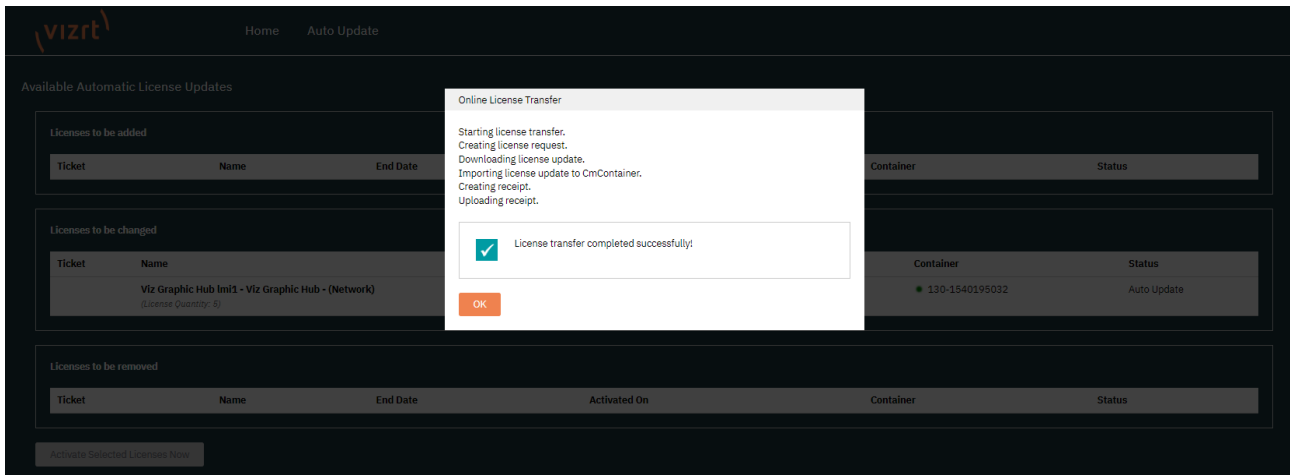 vizrt
Home Auto Update
Available Automatic License Updates
Licenses to be added
Ticket Name End Date Container Status
Licenses to be changed
Ticket Name Container Status
Viz Graphic Hub lmi1 - Viz Graphic Hub - (Network) 130-1540195032 Auto Update
(License Quantity: 5)
Licenses to be removed
Ticket Name End Date Activated On Container Status
Activate Selected Licenses Now
Online License Transfer
Starting license transfer.
Creating license request.
Downloading license update.
Importing license update to CmContainer.
Creating receipt.
Uploading receipt.
License transfer completed successfully!
OK